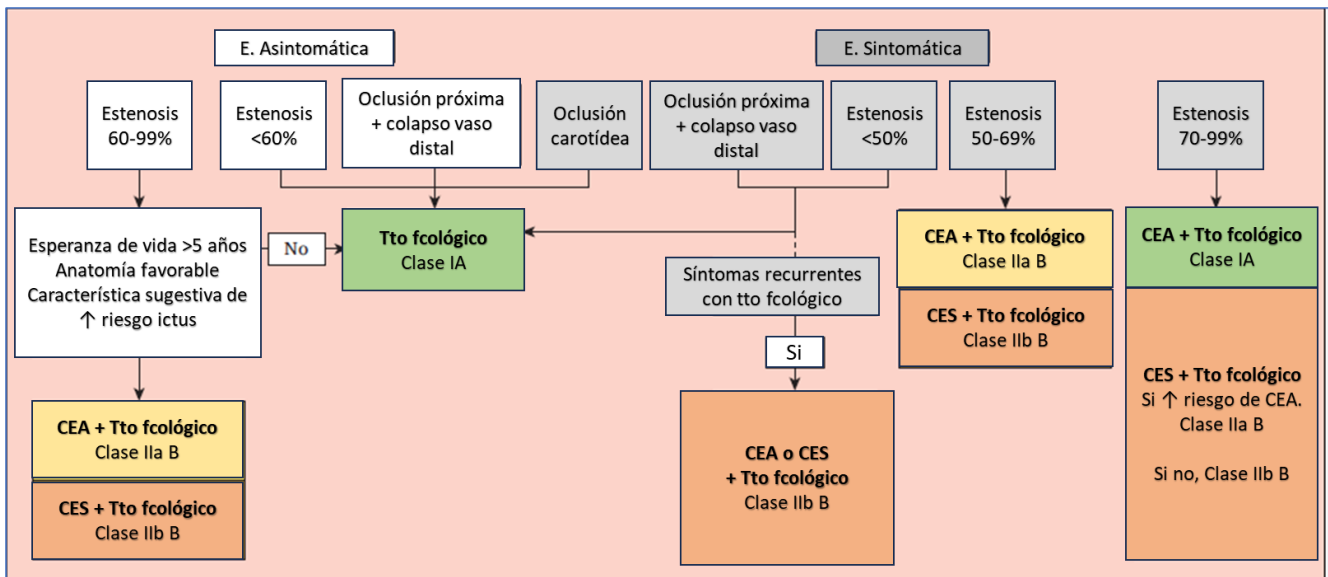 E. Asintomática
E. Sintomática
Estenosis
60-99%
Estenosis
<60%
Oclusión próxima
+ colapso vaso
distal
Oclusión
carotídea
Oclusión próxima
+ colapso vaso
distal
Estenosis
<50%
Estenosis
50-69%
Estenosis
70-99%
Esperanza de vida >5 años
Anatomía favorable
Característica sugestiva de
↑ riesgo ictus
No
Tto fcológico
Clase IA
Síntomas recurrentes
con tto fcológico
Si
CEA + Tto fcológico
Clase IIa B
CES + Tto fcológico
Clase IIb B
CEA o CES
+ Tto fcológico
Clase IIb B
CEA + Tto fcológico
Clase IIa B
CES + Tto fcológico
Clase IIb B
CEA + Tto fcológico
Clase IA
CES + Tto fcológico
Si ↑ riesgo de CEA.
Clase IIa B
Si no, Clase IIb B